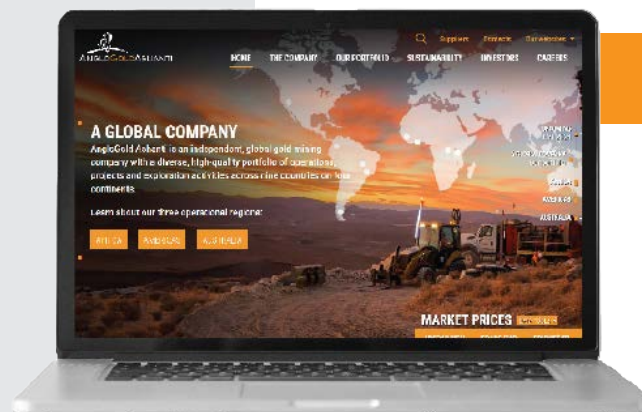 Suppliers Contacts Our websites
ANGLOGOLDASHANTI
HOME THE COMPANY OUR PORTFOLIO SUSTAINABILITY INVESTORS CAREERS
A GLOBAL COMPANY
AngloGold Ashanti is an independent, global gold mining
company with a diverse, high-quality portfolio of operations,
projects and exploration activities across nine countries on four
continents.
Learn about our three operational regions:
AFRICA AMERICAS AUSTRALIA
AFRICA
AMERICAS
AUSTRALIA
MARKET PRICES